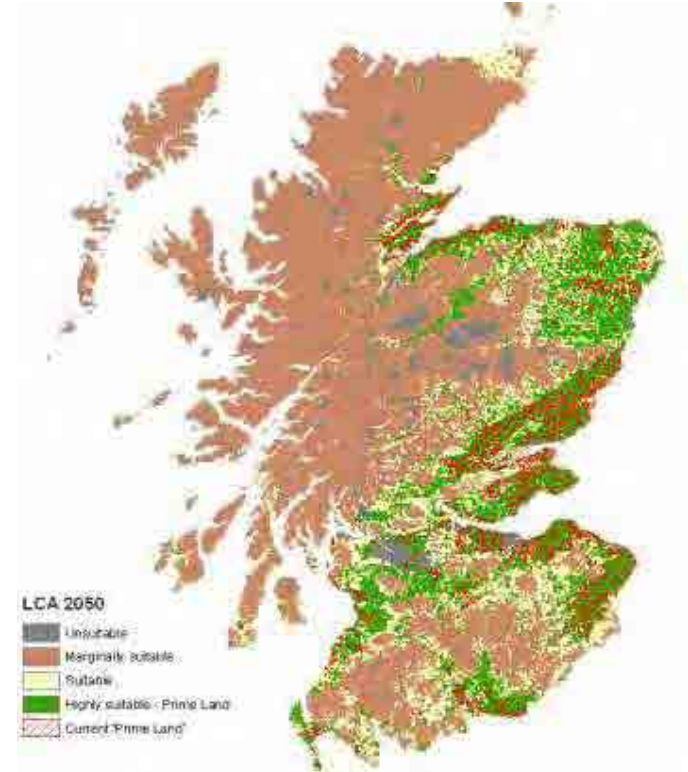 LCA 2050
Unsuitable
Marginally suitable
Suitable
Highly suitable - Prime Land
Current "Prime Land"